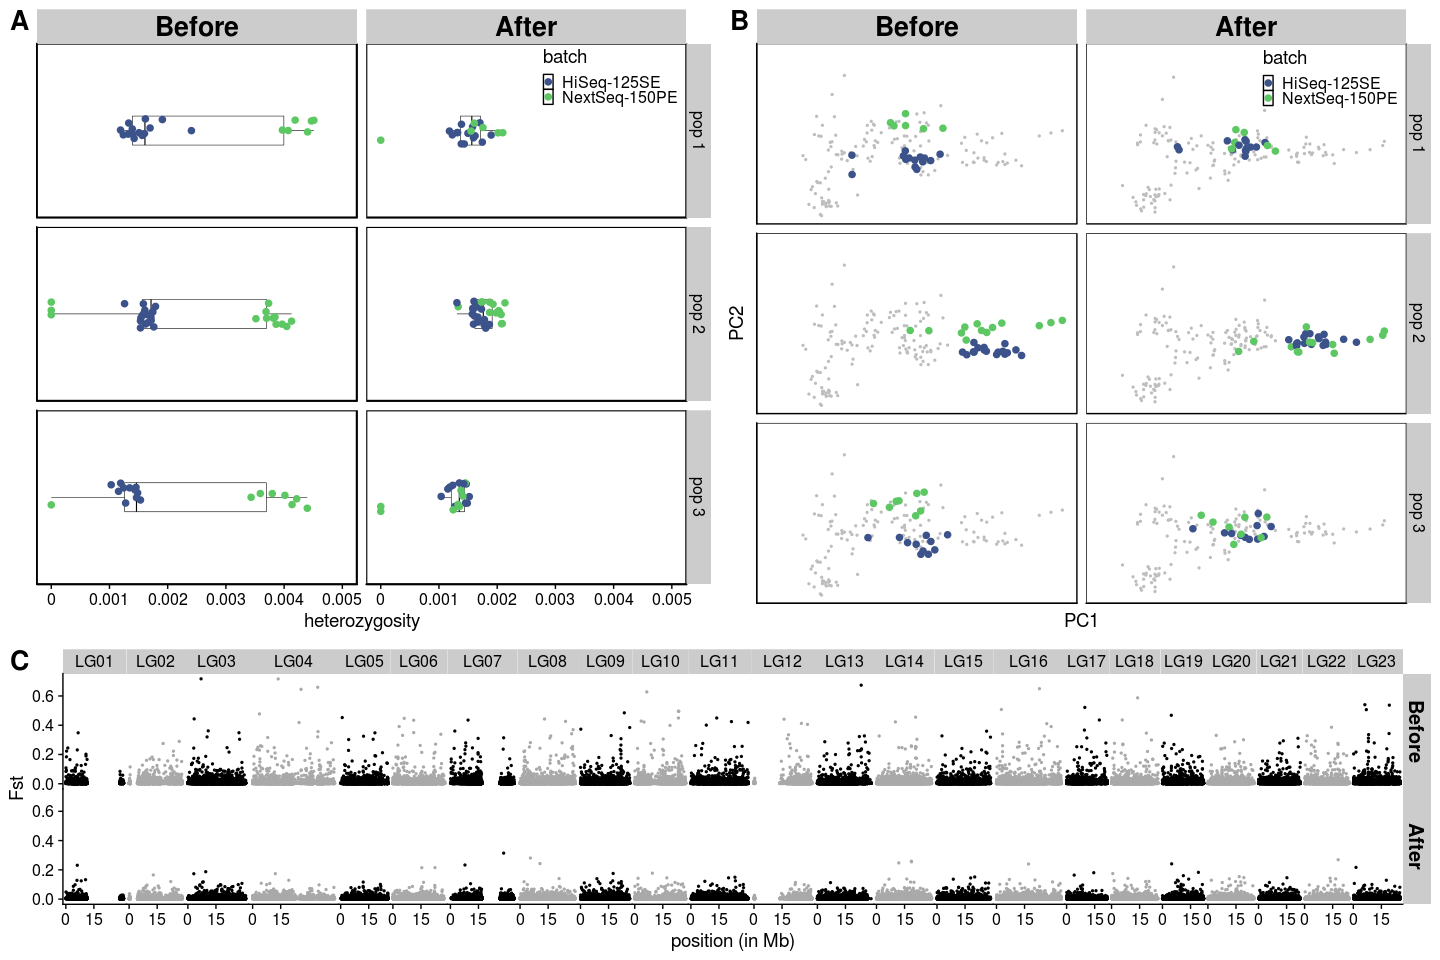 A
Before
After
batch
HiSeq-125SE
NextSeq-150PE
pop 1
pop 2
pop 3
0 0.001 0.002 0.003 0.004 0.005
0 0.001 0.002 0.003 0.004 0.005
heterozygosity
B
Before
After
batch
HiSeq-125SE
NextSeq-150PE
pop 1
pop 2
pop 3
PC2
PC1
C
LG01 LG02 LG03 LG04 LG05 LG06 LG07 LG08 LG09 LG10 LG11 LG12 LG13 LG14 LG15 LG16 LG17 LG18 LG19 LG20 LG21 LG22 LG23
0.6
0.4
0.2
0.0
Before
Fst
0.6
0.4
0.2
0.0
After
0 15 0 15 0 15 0 15 0 15 0 15 0 15 0 15 0 15 0 15 0 15 0 15 0 15 0 15 0 15 0 15 0 15 0 15 0 15 0 15 0 15 0 15 0 15
position (in Mb)